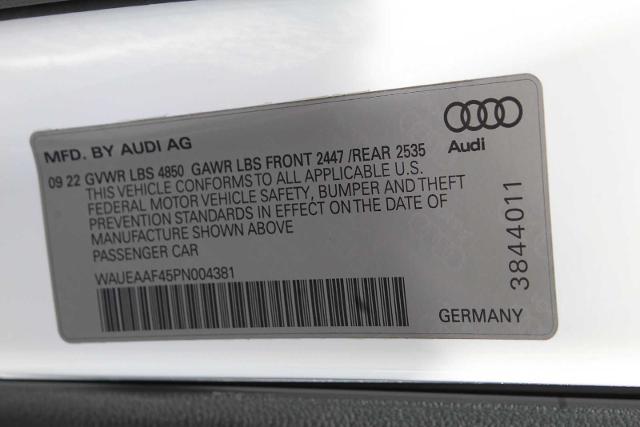 MFD. BY AUDI AG
Audi
09 22 GVWR LBS 4850 GAWR LBS FRONT 2447 /REAR 2535
THIS VEHICLE CONFORMS TO ALL APPLICABLE U.S.
FEDERAL MOTOR VEHICLE SAFETY, BUMPER AND THEFT
PREVENTION STANDARDS IN EFFECT ON THE DATE OF
MANUFACTURE SHOWN ABOVE
PASSENGER CAR
WAUEAAF45PN004381
3844011
GERMANY